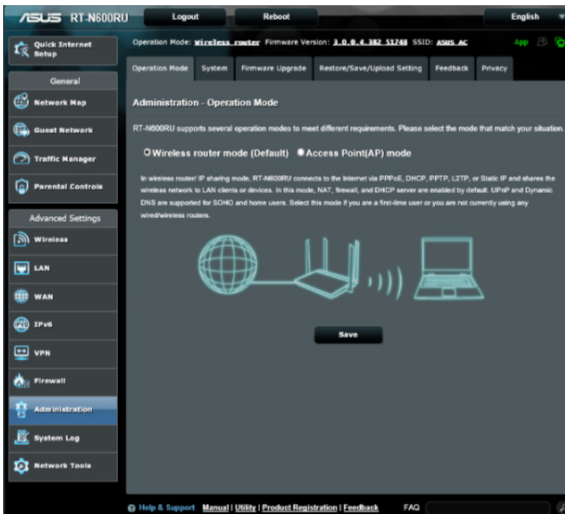 ASUS RT-N600RU Logout Reboot English
Quick Internet Setup
Operation Mode: wireless router Firmware Version: 3.0.0.4.382_51748 SSID: ASUS_AC App
Operation Mode System Firmware Upgrade Restore/Save/Upload Setting Feedback Privacy
General
Network Map
Guest Network
Traffic Manager
Parental Controls
Advanced Settings
Wireless
LAN
WAN
IPv6
VPN
Firewall
Administration
System Log
Network Tools
Administration - Operation Mode
RT-N600RU supports several operation modes to meet different requirements. Please select the mode that match your situation.
Wireless router mode (Default) Access Point(AP) mode
In wireless router/ IP sharing mode, RT-N600RU connects to the Internet via PPPoE, DHCP, PPTP, L2TP, or Static IP and shares the
wireless network to LAN clients or devices. In this mode, NAT, firewall, and DHCP server are enabled by default. UPnP and Dynamic
DNS are supported for SOHO and home users. Select this mode if you are a first-time user or you are not currently using any
wired/wireless routers.
Save
Help & Support Manual | Utility | Product Registration | Feedback FAQ